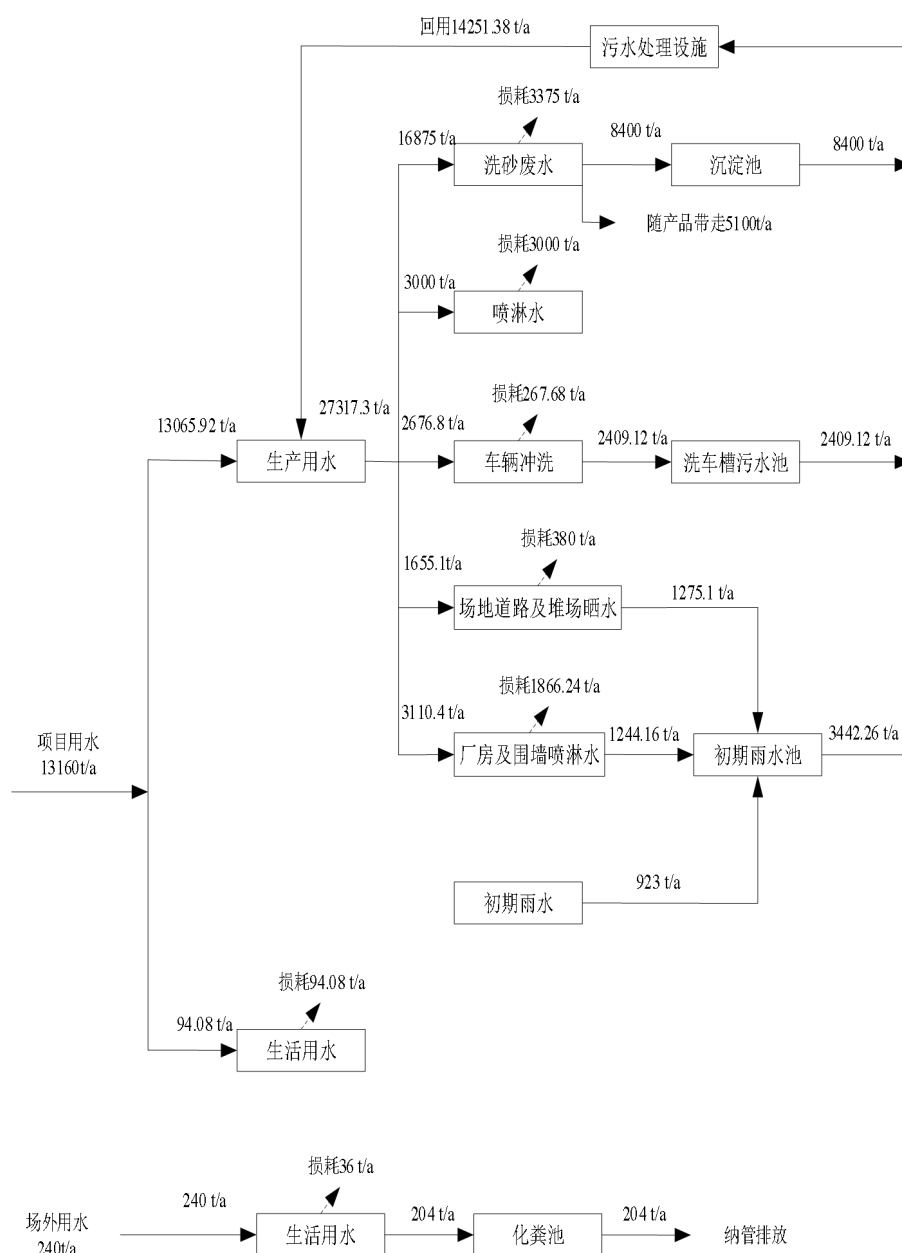 回用14251.38 t/a
污水处理设施
损耗3375 t/a
16875 t/a
洗砂废水
8400 t/a
沉淀池
8400 t/a
随产品带走5100t/a
损耗3000 t/a
3000 t/a
喷淋水
13065.92 t/a
生产用水
27317.3 t/a
损耗267.68 t/a
2676.8 t/a
车辆冲洗
2409.12 t/a
洗车槽污水池
2409.12 t/a
损耗380 t/a
1655.1t/a
场地道路及堆场晒水
1275.1 t/a
损耗1866.24 t/a
3110.4 t/a
厂房及围墙喷淋水
1244.16 t/a
初期雨水池
3442.26 t/a
项目用水
13160t/a
初期雨水
923 t/a
损耗94.08 t/a
94.08 t/a
生活用水
场外用水
240t/a
240 t/a
损耗36 t/a
生活用水
204 t/a
化粪池
204 t/a
纳管排放